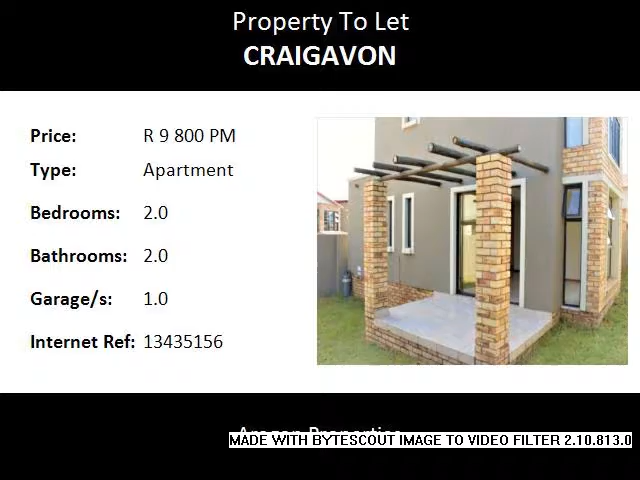 Property To Let
CRAIGAVON
Price: R 9 800 PM
Type: Apartment
Bedrooms: 2.0
Bathrooms: 2.0
Garage/s: 1.0
Internet Ref: 13435156
MADE WITH BYTESCOUT IMAGE TO VIDEO FILTER 2.10.813.0